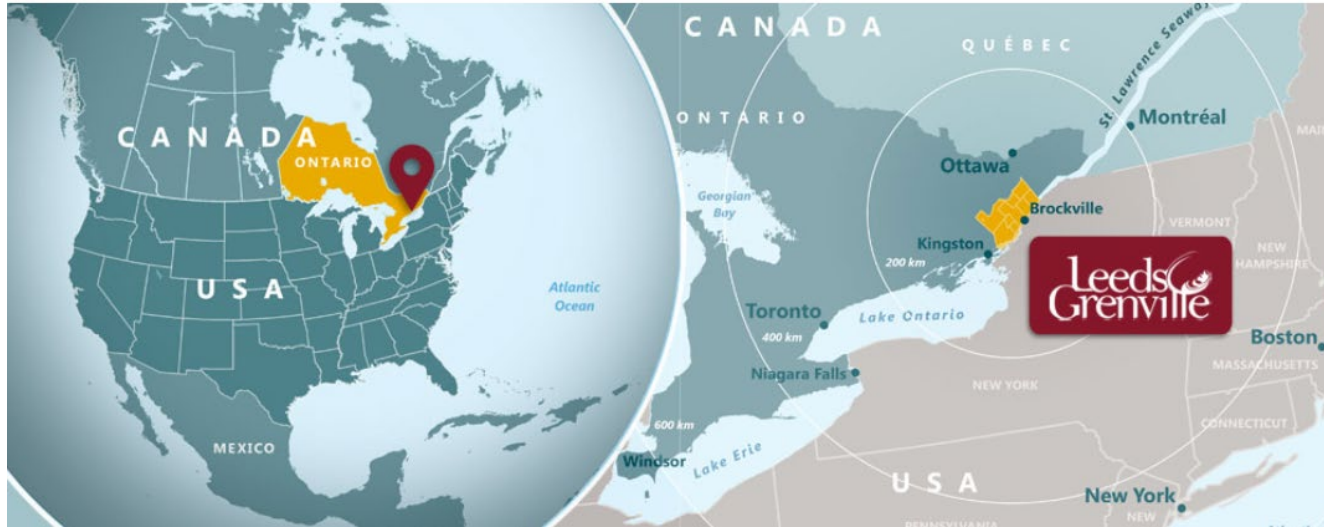 CANADA
ONTARIO
USA
MEXICO
Atlantic
Ocean
CANADA
QUÉBEC
ONTARIO
St. Lawrence Seaway
Montréal
Ottawa
Georgian
Bay
Brockville
Kingston
200 km
VERMONT
NEW
HAMPSHIRE
Leeds
Grenville
Toronto
Lake Ontario
400 km
Boston
MASSACHUSETTS
Niagara Falls
NEW YORK
CONNECTICUT
600 km
Windsor
Lake Erie
USA
New York
PENNSYLVANIA
NEW